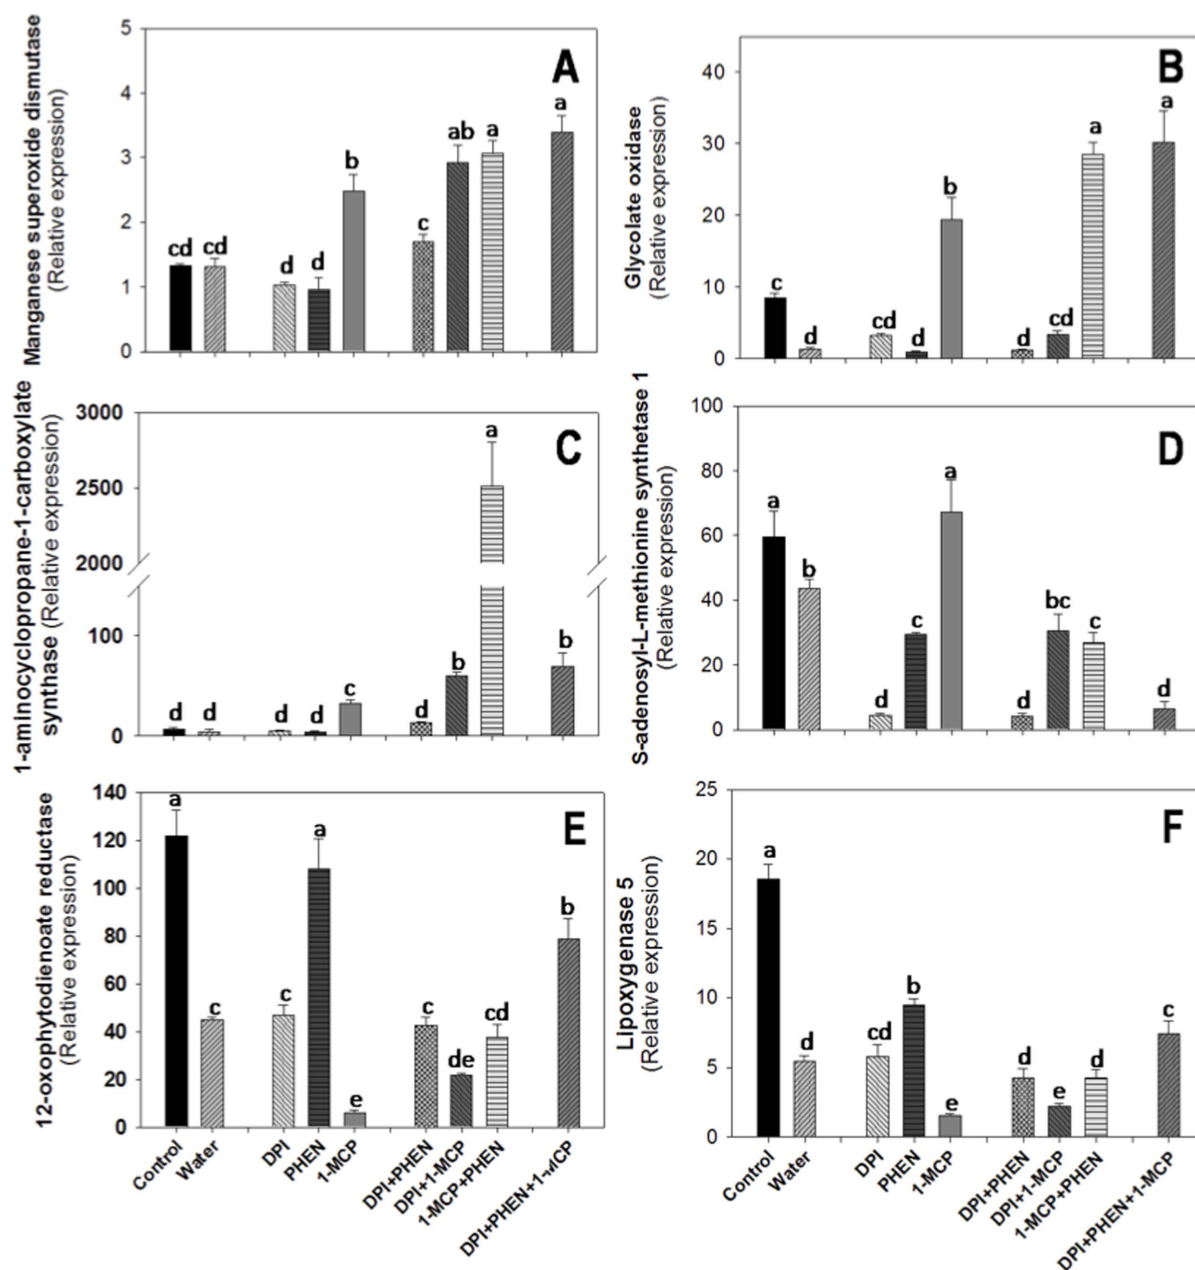 Manganese superoxide dismutase
(Relative expression)
5
4
3
2
1
0
A
cd
cd
d
d
b
c
ab
a
a
Glycolate oxidase
(Relative expression)
40
30
20
10
0
B
c
d
cd
d
b
d
cd
a
a
1-aminocyclopropane-1-carboxylate
synthase (Relative expression)
3000
2500
2000
100
0
C
d
d
d
d
c
d
b
a
b
S-adenosyl-L-methionine synthetase 1
(Relative expression)
100
80
60
40
20
0
D
a
b
d
c
a
d
bc
c
d
12-oxophytodienoate reductase
(Relative expression)
140
120
100
80
60
40
20
0
E
a
c
c
a
e
c
de
cd
b
Control
Water
DPI
PHEN
1-MCP
DPI+PHEN
DPI+1-MCP
1-MCP+PHEN
Lipoxygenase 5
(Relative expression)
25
20
15
10
5
0
F
a
d
cd
b
e
d
e
d
c
Control
Water
DPI
PHEN
1-MCP
DPI+PHEN
DPI+1-MCP
1-MCP+PHEN
DPI+PHEN+1-MCP